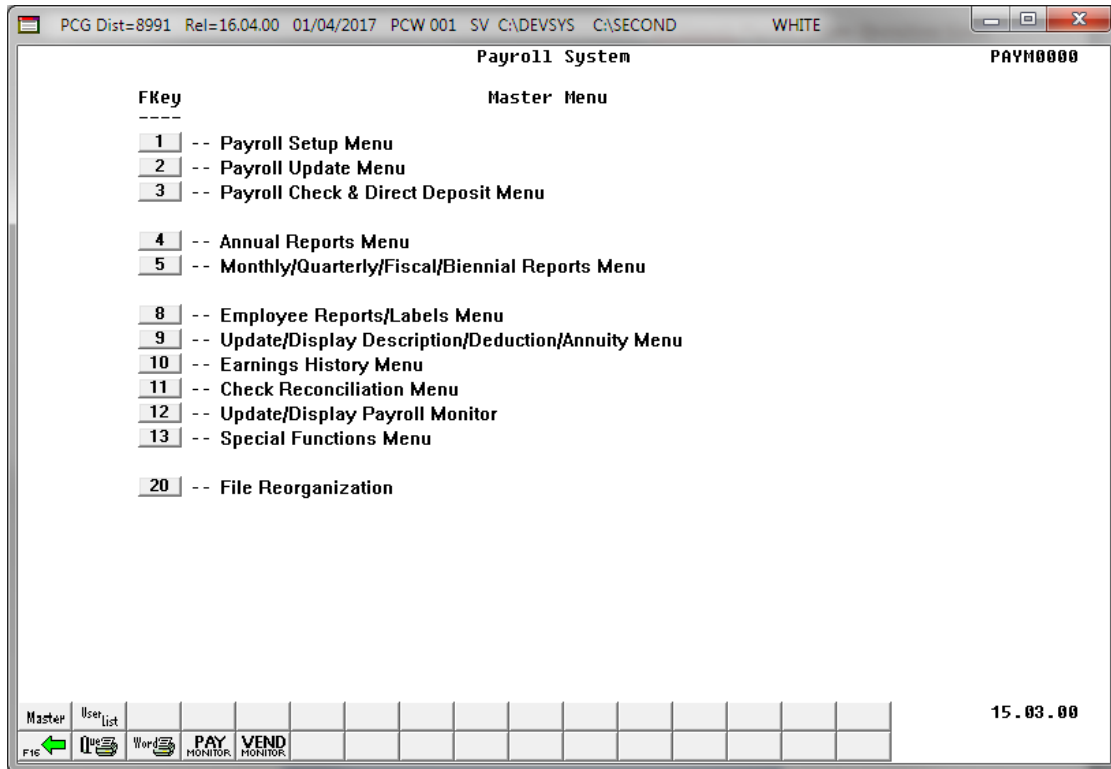 PCG Dist=8991 Rel=16.04.00 01/04/2017 PCW 001 SV C:\DEVSYS C:\SECOND WHITE
Payroll System PAYM0000
FKey Master Menu
----
1 -- Payroll Setup Menu
2 -- Payroll Update Menu
3 -- Payroll Check & Direct Deposit Menu
4 -- Annual Reports Menu
5 -- Monthly/Quarterly/Fiscal/Biennial Reports Menu
8 -- Employee Reports/Labels Menu
9 -- Update/Display Description/Deduction/Annuity Menu
10 -- Earnings History Menu
11 -- Check Reconciliation Menu
12 -- Update/Display Payroll Monitor
13 -- Special Functions Menu
20 -- File Reorganization
Master User List 15.03.00
F16 Que Word PAY MONITOR VEND MONITOR